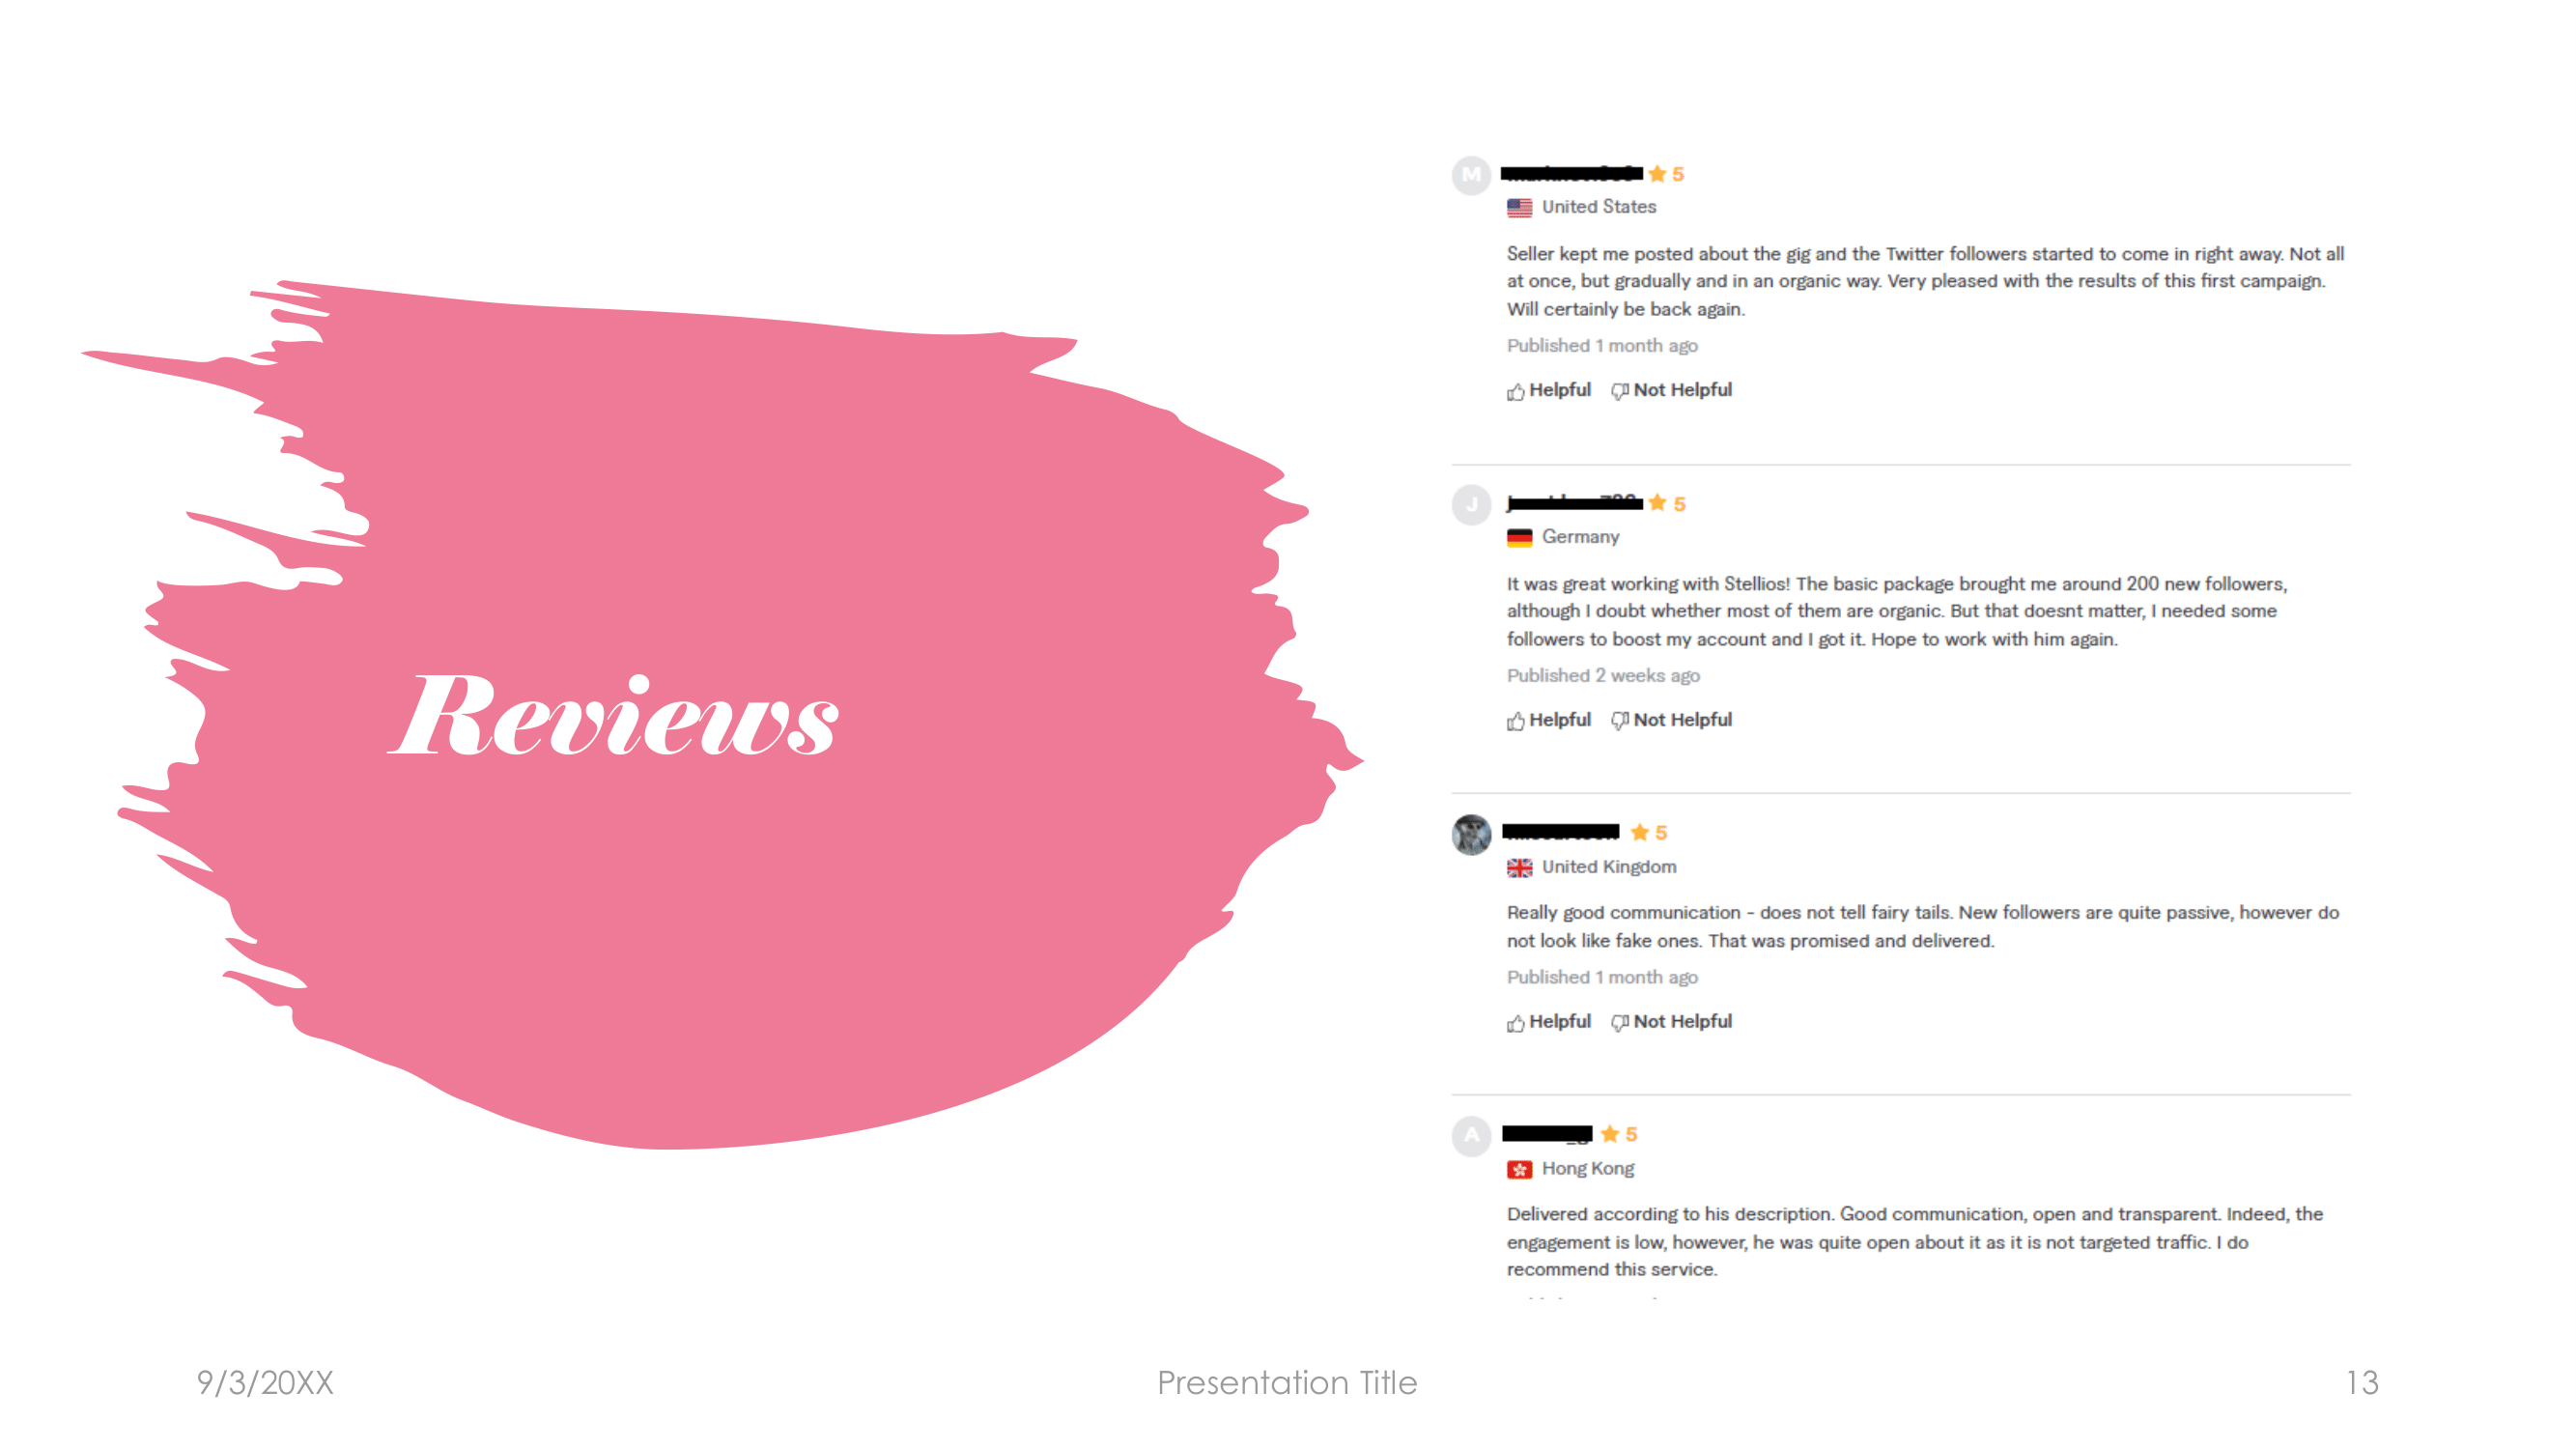 Reviews
M 5
United States
Seller kept me posted about the gig and the Twitter followers started to come in right away. Not all
at once, but gradually and in an organic way. Very pleased with the results of this first campaign.
Will certainly be back again.
Published 1 month ago
Helpful Not Helpful
J 5
Germany
It was great working with Stellios! The basic package brought me around 200 new followers,
although I doubt whether most of them are organic. But that doesnt matter, I needed some
followers to boost my account and I got it. Hope to work with him again.
Published 2 weeks ago
Helpful Not Helpful
5
United Kingdom
Really good communication - does not tell fairy tails. New followers are quite passive, however do
not look like fake ones. That was promised and delivered.
Published 1 month ago
Helpful Not Helpful
A 5
Hong Kong
Delivered according to his description. Good communication, open and transparent. Indeed, the
engagement is low, however, he was quite open about it as it is not targeted traffic. I do
recommend this service.
9/3/20XX
Presentation Title
13